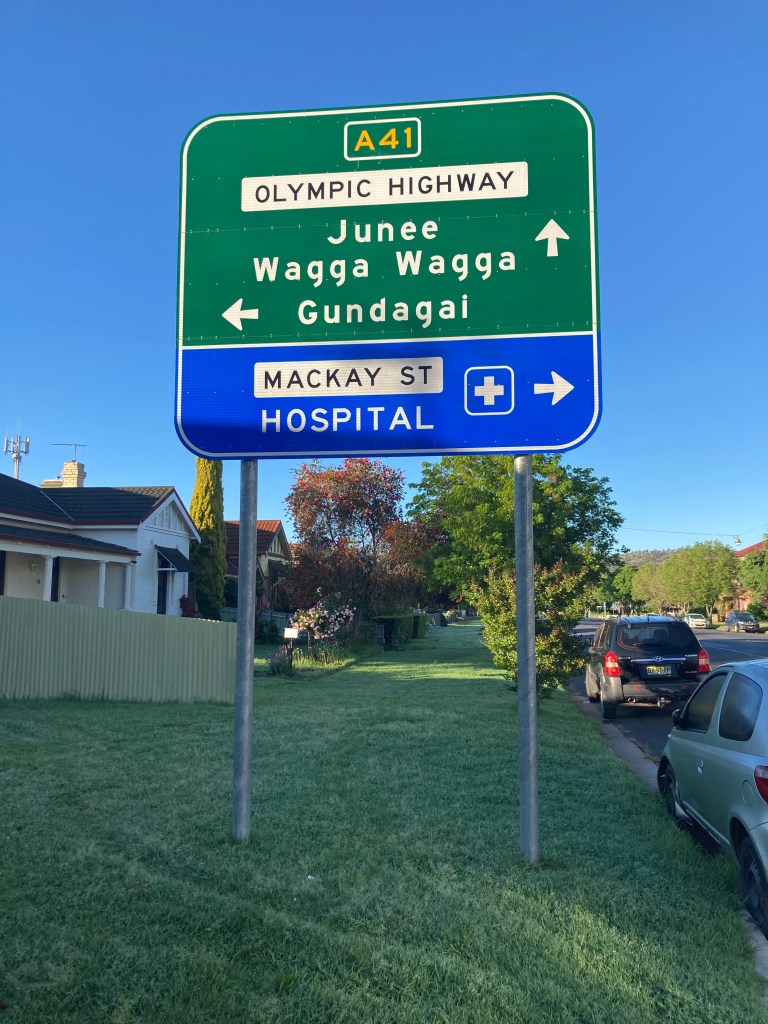 A41
OLYMPIC HIGHWAY
Junee
Wagga Wagga
Gundagai
MACKAY ST
HOSPITAL